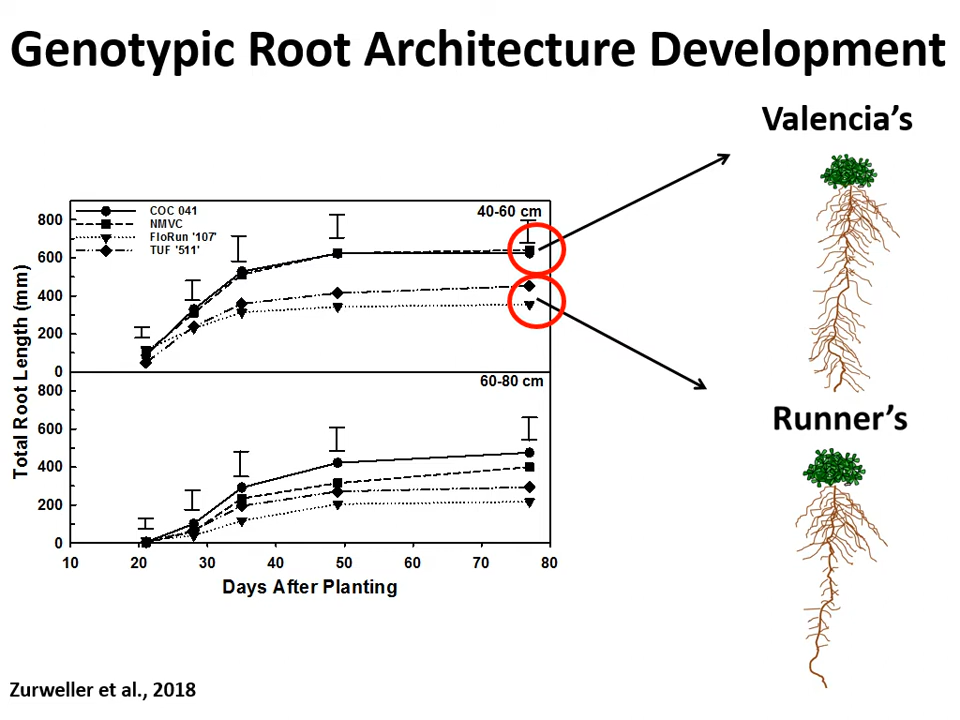 Genotypic Root Architecture Development
Valencia's
Runner's
COC 041
NMVC
FloRun '107'
TUF '511'
40-60 cm
800
600
400
200
0
60-80 cm
800
600
400
200
0
10 20 30 40 50 60 70 80
Total Root Length (mm)
Days After Planting
Zurweller et al., 2018